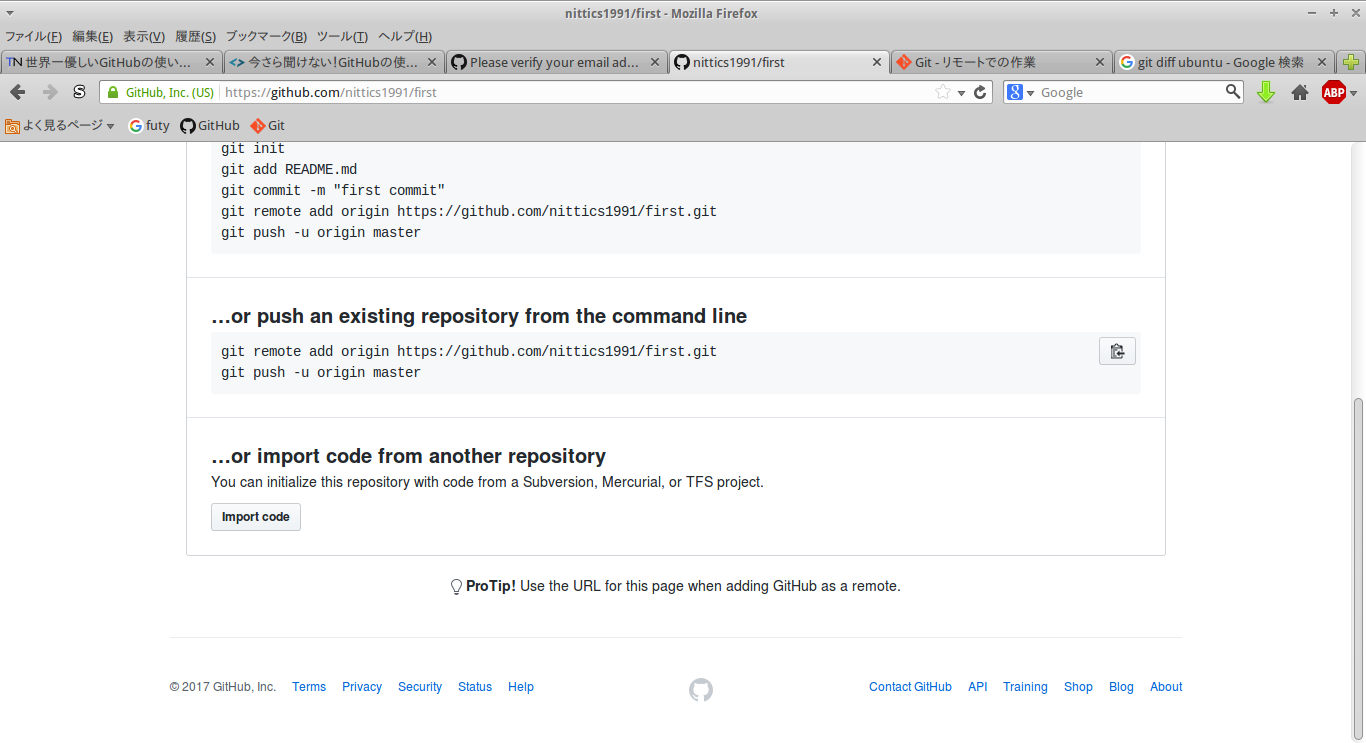 nittics1991/first - Mozilla Firefox
ファイル(F) 編集(E) 表示(V) 履歴(S) ブックマーク(B) ツール(T) ヘルプ(H)
TN 世界一優しいGitHubの使い... <> 今さら聞けない!GitHubの使... Please verify your email ad... nittics1991/first Git - リモートでの作業 git diff ubuntu - Google 検索
S GitHub, Inc. (US) https://github.com/nittics1991/first 8 Google ABP
よく見るページ futy GitHub Git
git init
git add README.md
git commit -m "first commit"
git remote add origin https://github.com/nittics1991/first.git
git push -u origin master
…or push an existing repository from the command line
git remote add origin https://github.com/nittics1991/first.git
git push -u origin master
…or import code from another repository
You can initialize this repository with code from a Subversion, Mercurial, or TFS project.
Import code
ProTip! Use the URL for this page when adding GitHub as a remote.
© 2017 GitHub, Inc. Terms Privacy Security Status Help Contact GitHub API Training Shop Blog About